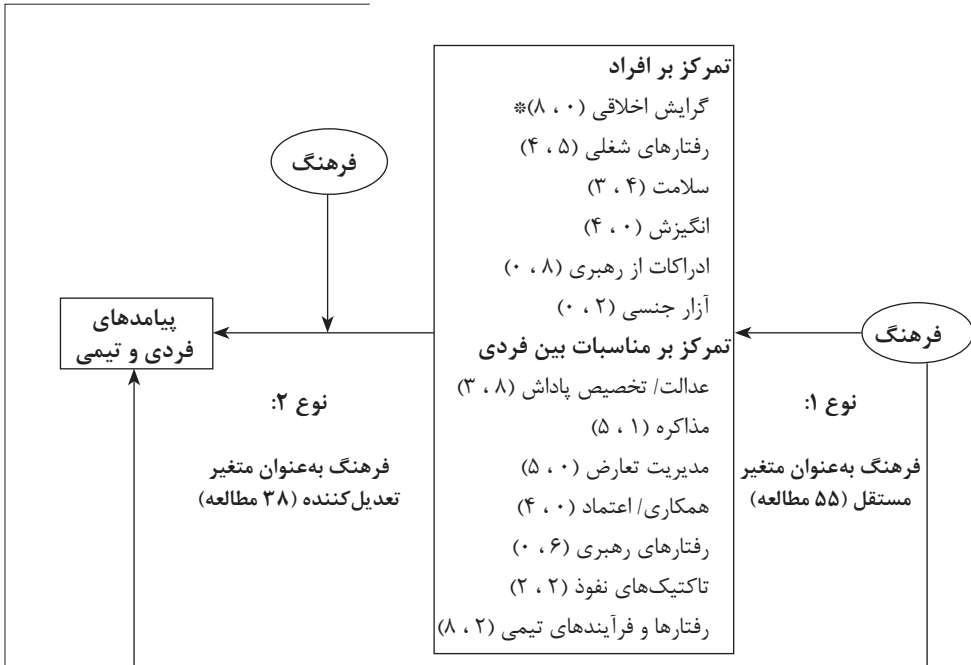 تمرکز بر افراد
گرایش اخلاقی (۰ ، ۸)*
رفتارهای شغلی (۵ ، ۴)
سلامت (۴ ، ۳)
انگیزش (۰ ، ۴)
ادراکات از رهبری (۸ ، ۰)
آزار جنسی (۲ ، ۰)
تمرکز بر مناسبات بین فردی
عدالت/ تخصیص پاداش (۸ ، ۳)
مذاکره (۱ ، ۵)
مدیریت تعارض (۰ ، ۵)
همکاری/ اعتماد (۰ ، ۴)
رفتارهای رهبری (۶ ، ۰)
تاکتیک‌های نفوذ (۲ ، ۲)
رفتارها و فرآیندهای تیمی (۲ ، ۸)
فرهنگ
نوع ۱:
فرهنگ به‌عنوان متغیر
مستقل (۵۵ مطالعه)
فرهنگ
نوع ۲:
فرهنگ به‌عنوان متغیر
تعدیل‌کننده (۳۸ مطالعه)
پیامدهای
فردی و تیمی